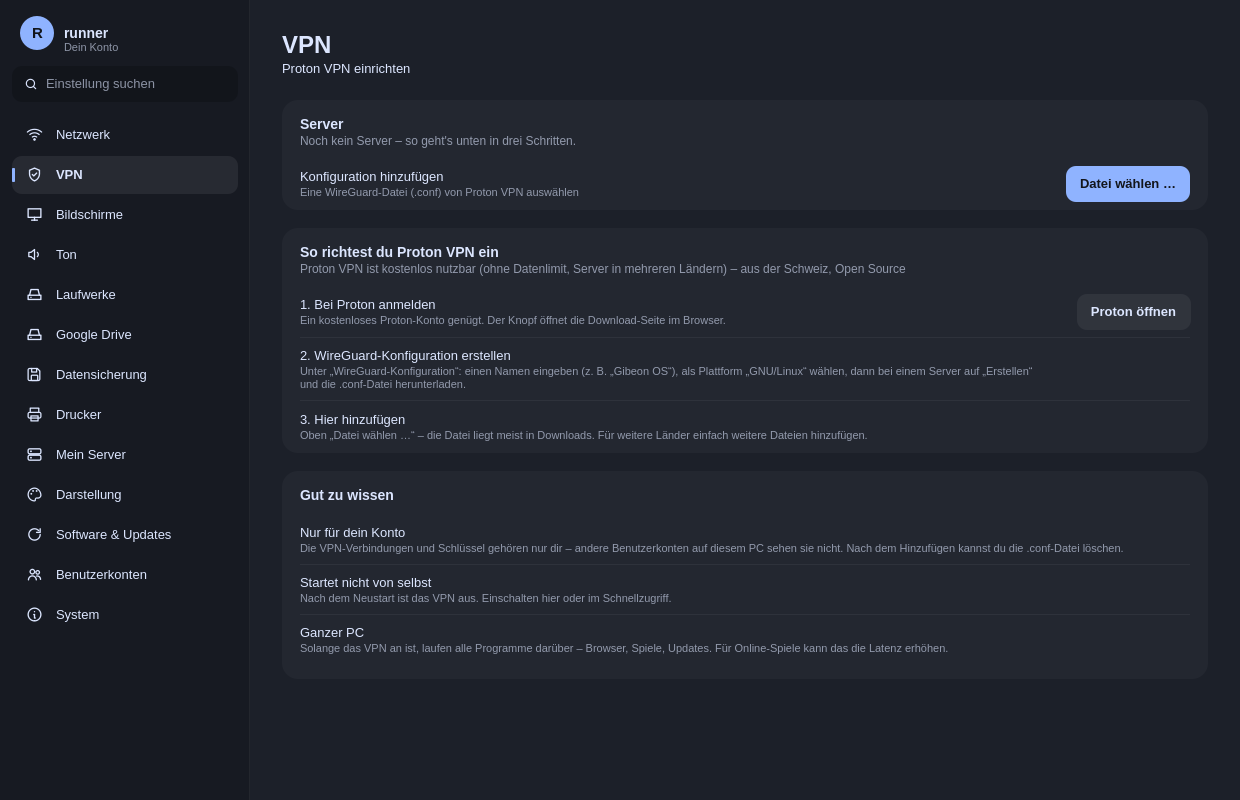 R
runner
Dein Konto
Einstellung suchen
Netzwerk
VPN
Bildschirme
Ton
Laufwerke
Google Drive
Datensicherung
Drucker
Mein Server
Darstellung
Software & Updates
Benutzerkonten
System
VPN
Proton VPN einrichten
Server
Noch kein Server – so geht's unten in drei Schritten.
Konfiguration hinzufügen
Eine WireGuard-Datei (.conf) von Proton VPN auswählen
Datei wählen …
So richtest du Proton VPN ein
Proton VPN ist kostenlos nutzbar (ohne Datenlimit, Server in mehreren Ländern) – aus der Schweiz, Open Source
1. Bei Proton anmelden
Ein kostenloses Proton-Konto genügt. Der Knopf öffnet die Download-Seite im Browser.
Proton öffnen
2. WireGuard-Konfiguration erstellen
Unter „WireGuard-Konfiguration“: einen Namen eingeben (z. B. „Gibeon OS“), als Plattform „GNU/Linux“ wählen, dann bei einem Server auf „Erstellen“
und die .conf-Datei herunterladen.
3. Hier hinzufügen
Oben „Datei wählen …“ – die Datei liegt meist in Downloads. Für weitere Länder einfach weitere Dateien hinzufügen.
Gut zu wissen
Nur für dein Konto
Die VPN-Verbindungen und Schlüssel gehören nur dir – andere Benutzerkonten auf diesem PC sehen sie nicht. Nach dem Hinzufügen kannst du die .conf-Datei löschen.
Startet nicht von selbst
Nach dem Neustart ist das VPN aus. Einschalten hier oder im Schnellzugriff.
Ganzer PC
Solange das VPN an ist, laufen alle Programme darüber – Browser, Spiele, Updates. Für Online-Spiele kann das die Latenz erhöhen.